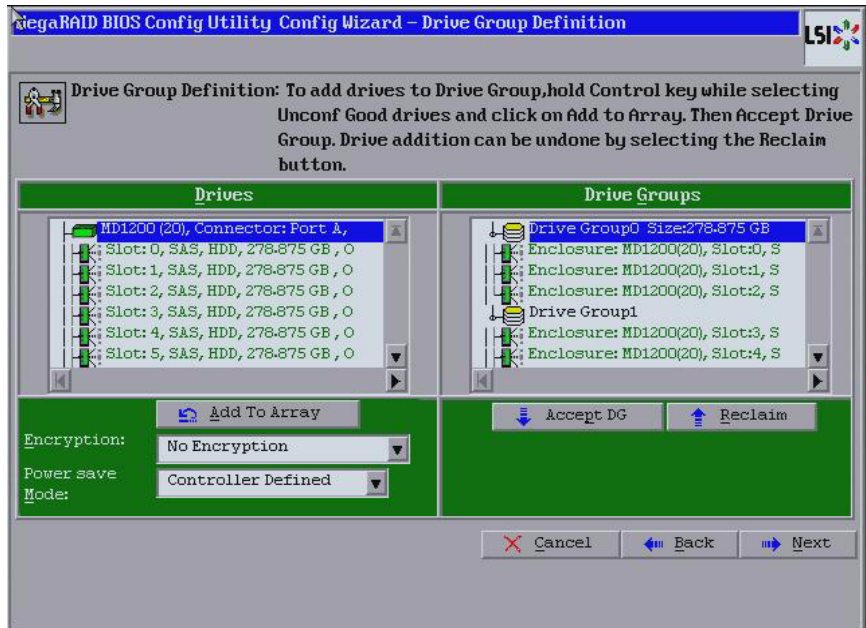 MegaRAID BIOS Config Utility Config Wizard – Drive Group Definition
LSI
Drive Group Definition: To add drives to Drive Group,hold Control key while selecting
Unconf Good drives and click on Add to Array. Then Accept Drive
Group. Drive addition can be undone by selecting the Reclaim
button.
Drives
MD1200 (20), Connector: Port A,
Slot: 0, SAS, HDD, 278.875 GB , O
Slot: 1, SAS, HDD, 278.875 GB , O
Slot: 2, SAS, HDD, 278.875 GB , O
Slot: 3, SAS, HDD, 278.875 GB , O
Slot: 4, SAS, HDD, 278.875 GB , O
Slot: 5, SAS, HDD, 278.875 GB , O
Add To Array
Encryption:
No Encryption
Power save
Mode:
Controller Defined
Drive Groups
Drive Group0 Size:278.875 GB
Enclosure: MD1200(20), Slot:0, S
Enclosure: MD1200(20), Slot:1, S
Enclosure: MD1200(20), Slot:2, S
Drive Group1
Enclosure: MD1200(20), Slot:3, S
Enclosure: MD1200(20), Slot:4, S
Accept DG
Reclaim
Cancel
Back
Next